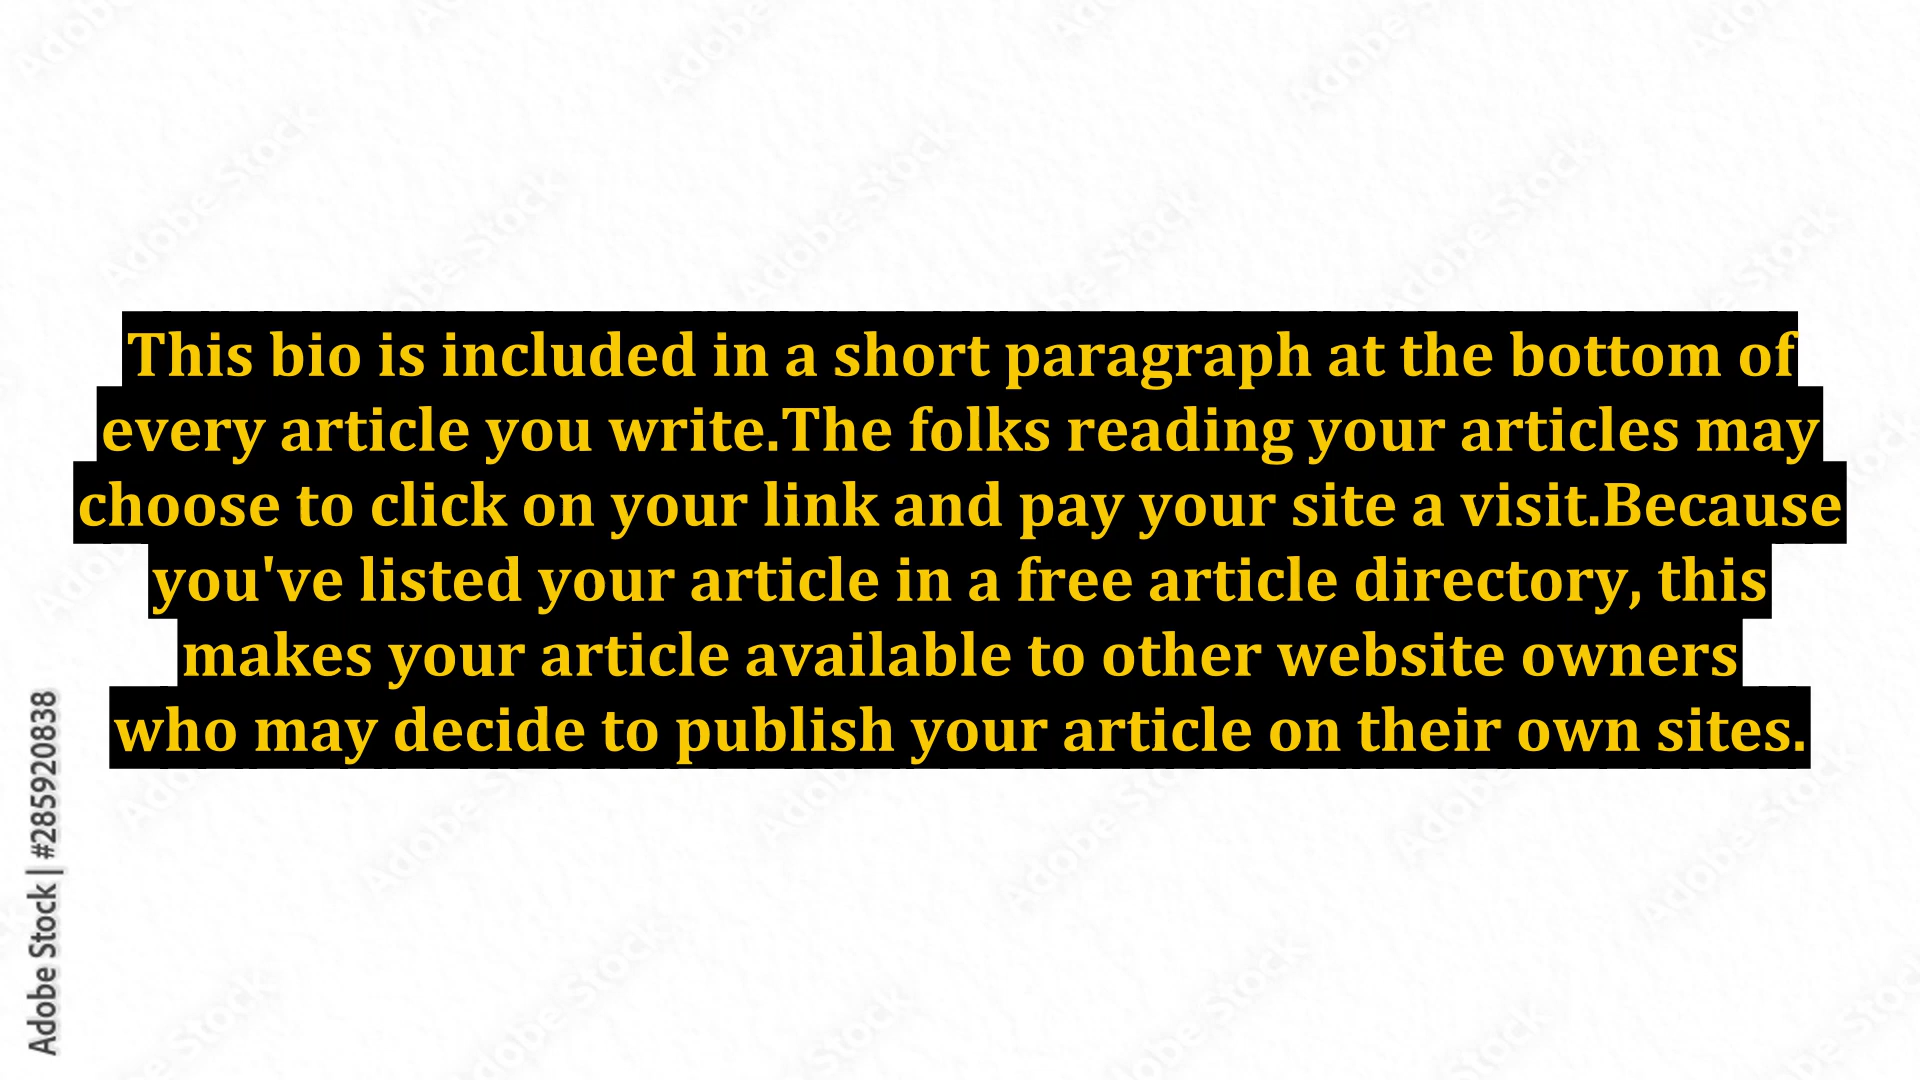 This bio is included in a short paragraph at the bottom of
every article you write.The folks reading your articles may
choose to click on your link and pay your site a visit.Because
you've listed your article in a free article directory, this
makes your article available to other website owners
who may decide to publish your article on their own sites.
Adobe Stock | #285920838